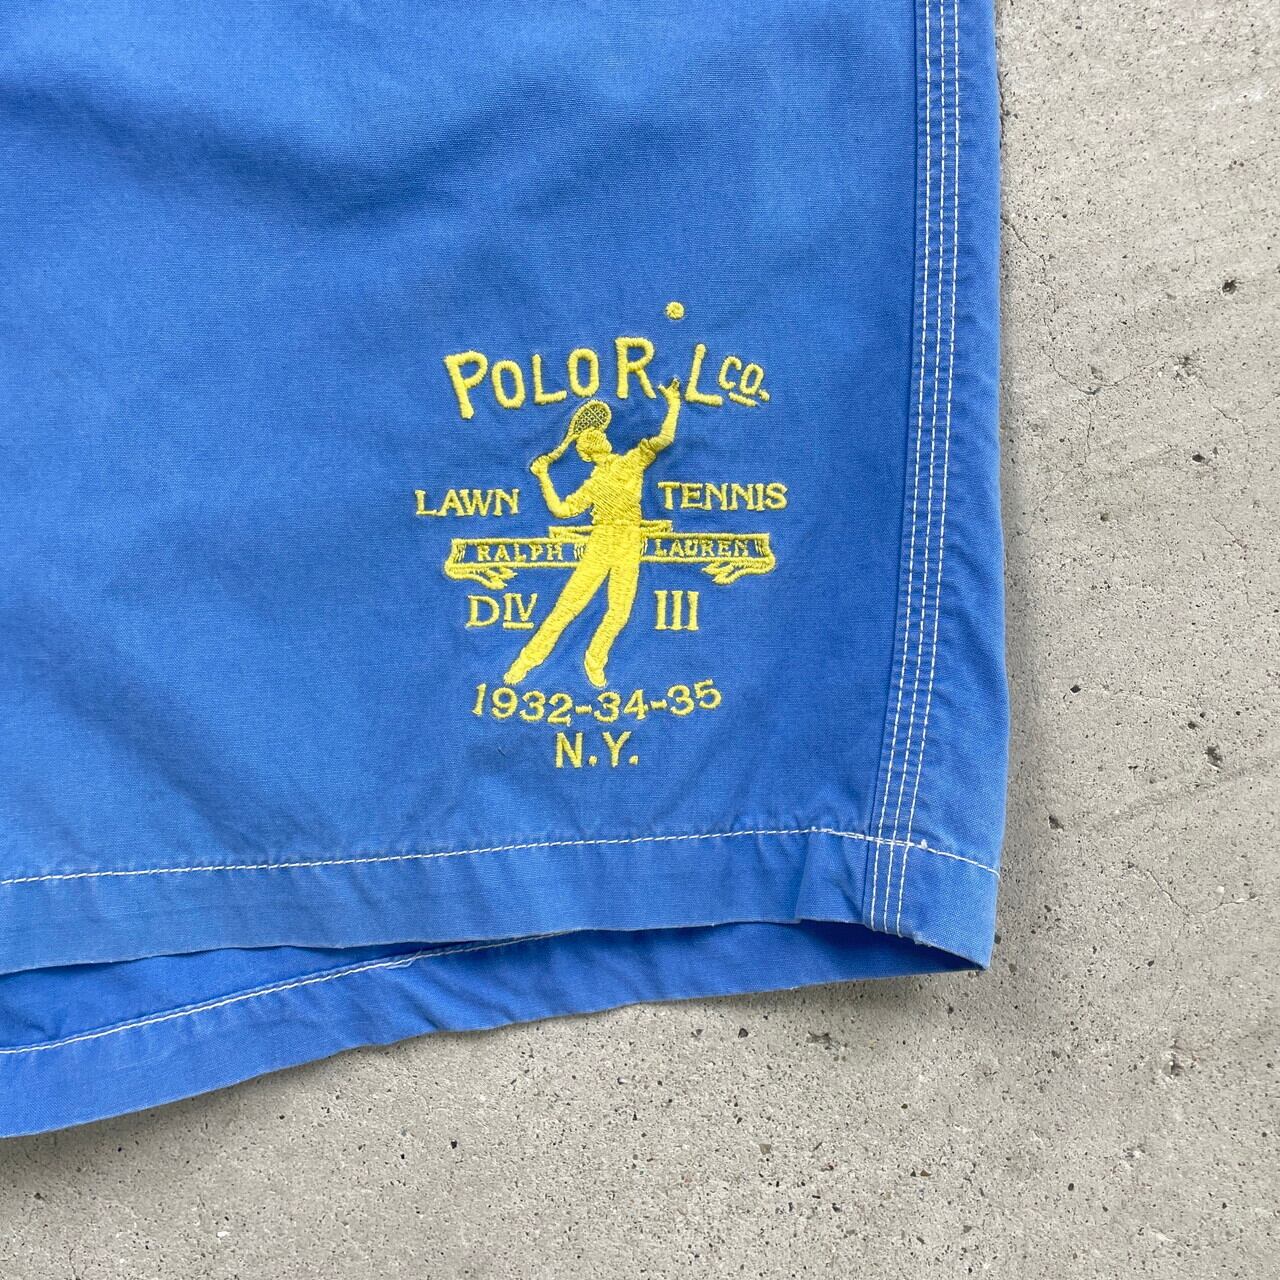 POLO R. L CO.
LAWN TENNIS
RALPH LAUREN
DIV III
1932-34-35
N.Y.